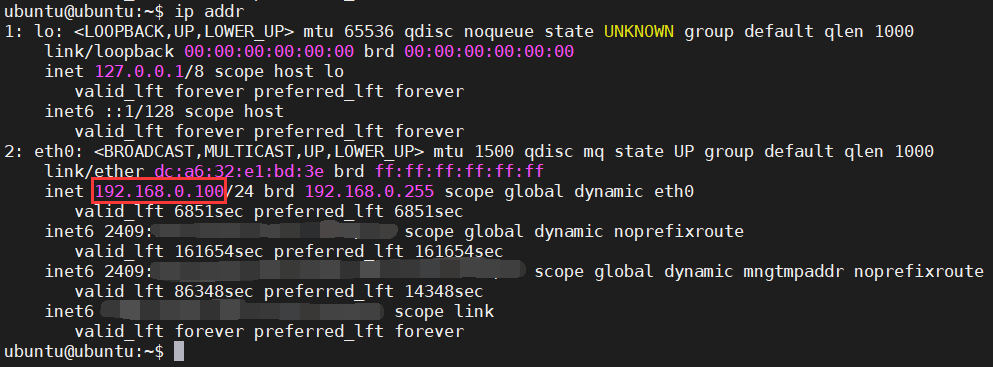 ubuntu@ubuntu:~$ ip addr
1: lo: <LOOPBACK,UP,LOWER_UP> mtu 65536 qdisc noqueue state UNKNOWN group default qlen 1000
    link/loopback 00:00:00:00:00:00 brd 00:00:00:00:00:00
    inet 127.0.0.1/8 scope host lo
       valid_lft forever preferred_lft forever
    inet6 ::1/128 scope host
       valid_lft forever preferred_lft forever
2: eth0: <BROADCAST,MULTICAST,UP,LOWER_UP> mtu 1500 qdisc mq state UP group default qlen 1000
    link/ether dc:a6:32:e1:bd:3e brd ff:ff:ff:ff:ff:ff
    inet 192.168.0.100/24 brd 192.168.0.255 scope global dynamic eth0
       valid_lft 6851sec preferred_lft 6851sec
    inet6 2409: scope global dynamic noprefixroute
       valid_lft 161654sec preferred_lft 161654sec
    inet6 2409: scope global dynamic mngtmpaddr noprefixroute
       valid_lft 86348sec preferred_lft 14348sec
    inet6 scope link
       valid_lft forever preferred_lft forever
ubuntu@ubuntu:~$